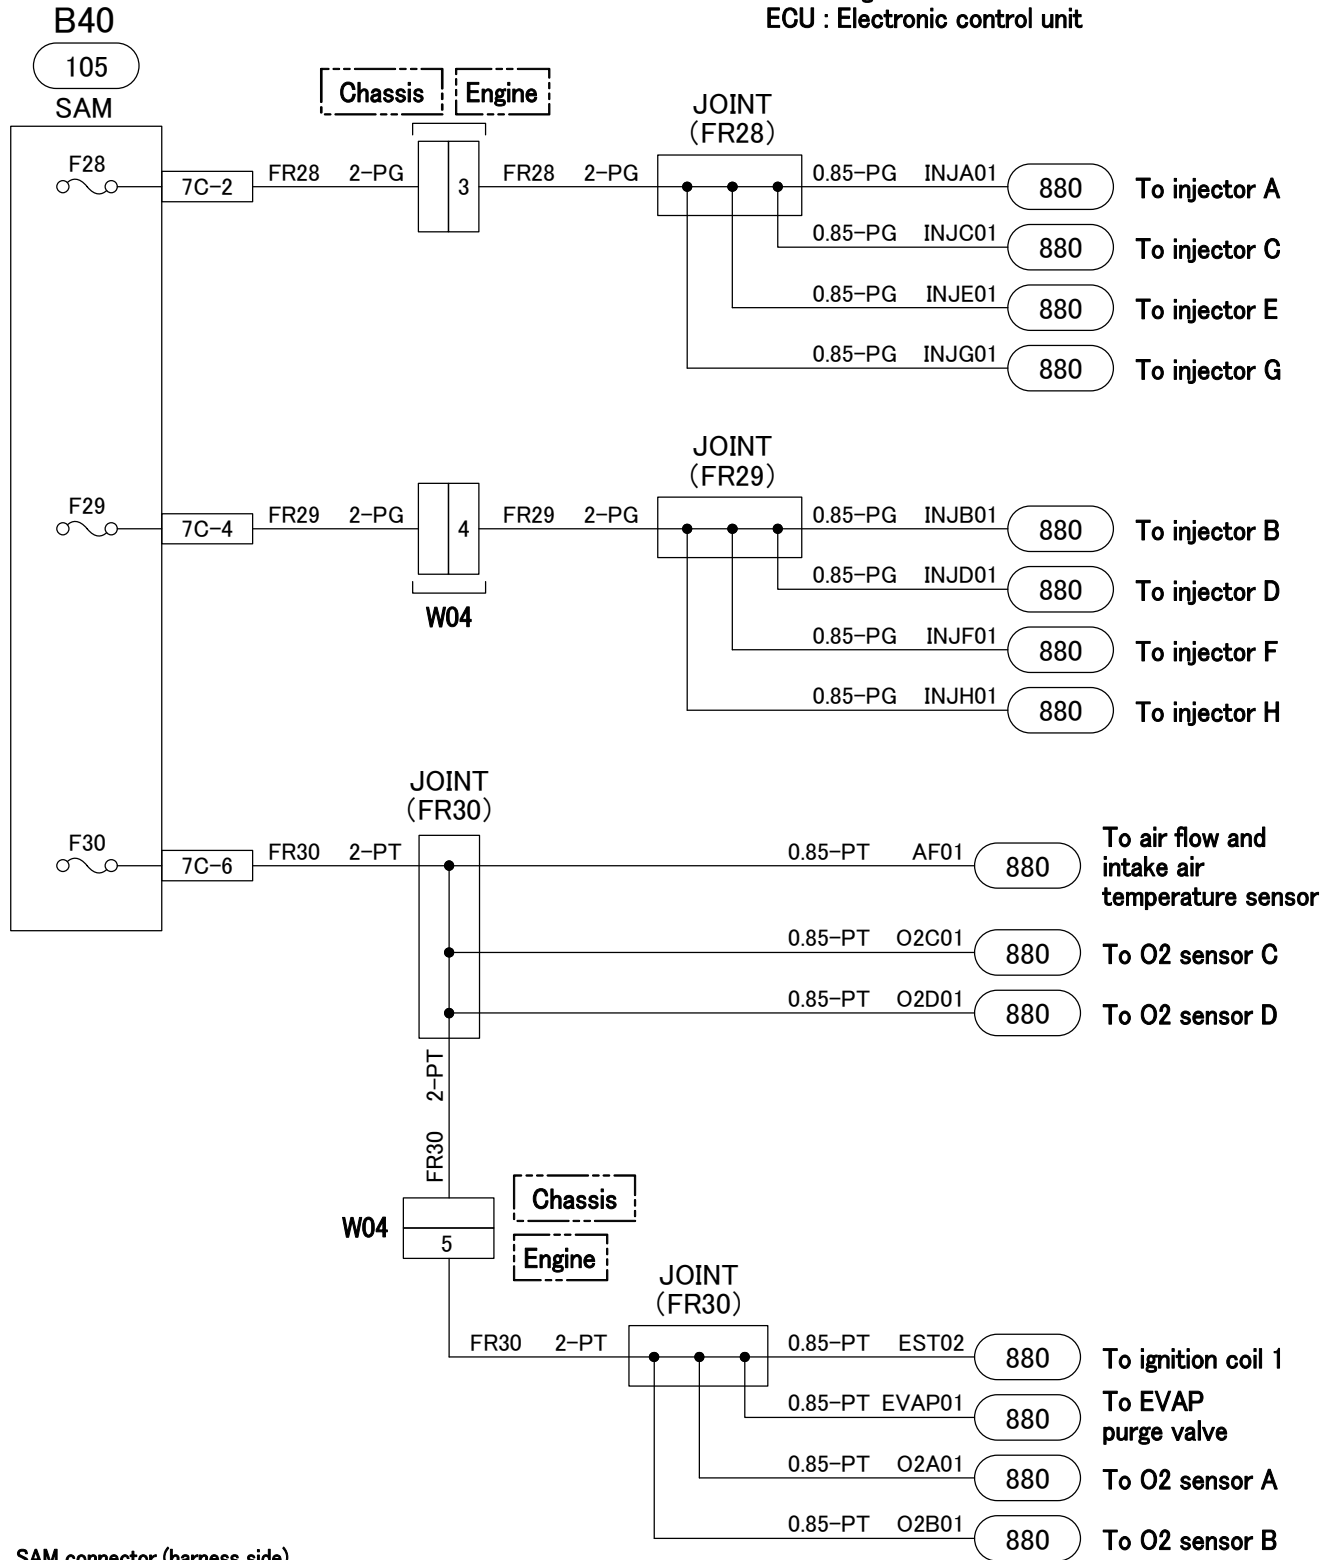 ECU : Electronic control unit
B40
105
SAM
Chassis
Engine
JOINT
(FR28)
F28
7C-2
FR28 2-PG
3
FR28 2-PG
0.85-PG INJA01
880
To injector A
0.85-PG INJC01
880
To injector C
0.85-PG INJE01
880
To injector E
0.85-PG INJG01
880
To injector G
JOINT
(FR29)
F29
7C-4
FR29 2-PG
4
FR29 2-PG
W04
0.85-PG INJB01
880
To injector B
0.85-PG INJD01
880
To injector D
0.85-PG INJF01
880
To injector F
0.85-PG INJH01
880
To injector H
JOINT
(FR30)
F30
7C-6
FR30 2-PT
0.85-PT AF01
880
To air flow and
intake air
temperature sensor
0.85-PT O2C01
880
To O2 sensor C
0.85-PT O2D01
880
To O2 sensor D
FR30 2-PT
W04
5
Chassis
Engine
JOINT
(FR30)
FR30 2-PT
0.85-PT EST02
880
To ignition coil 1
0.85-PT EVAP01
880
To EVAP
purge valve
0.85-PT O2A01
880
To O2 sensor A
0.85-PT O2B01
880
To O2 sensor B
SAM connector (harness side)